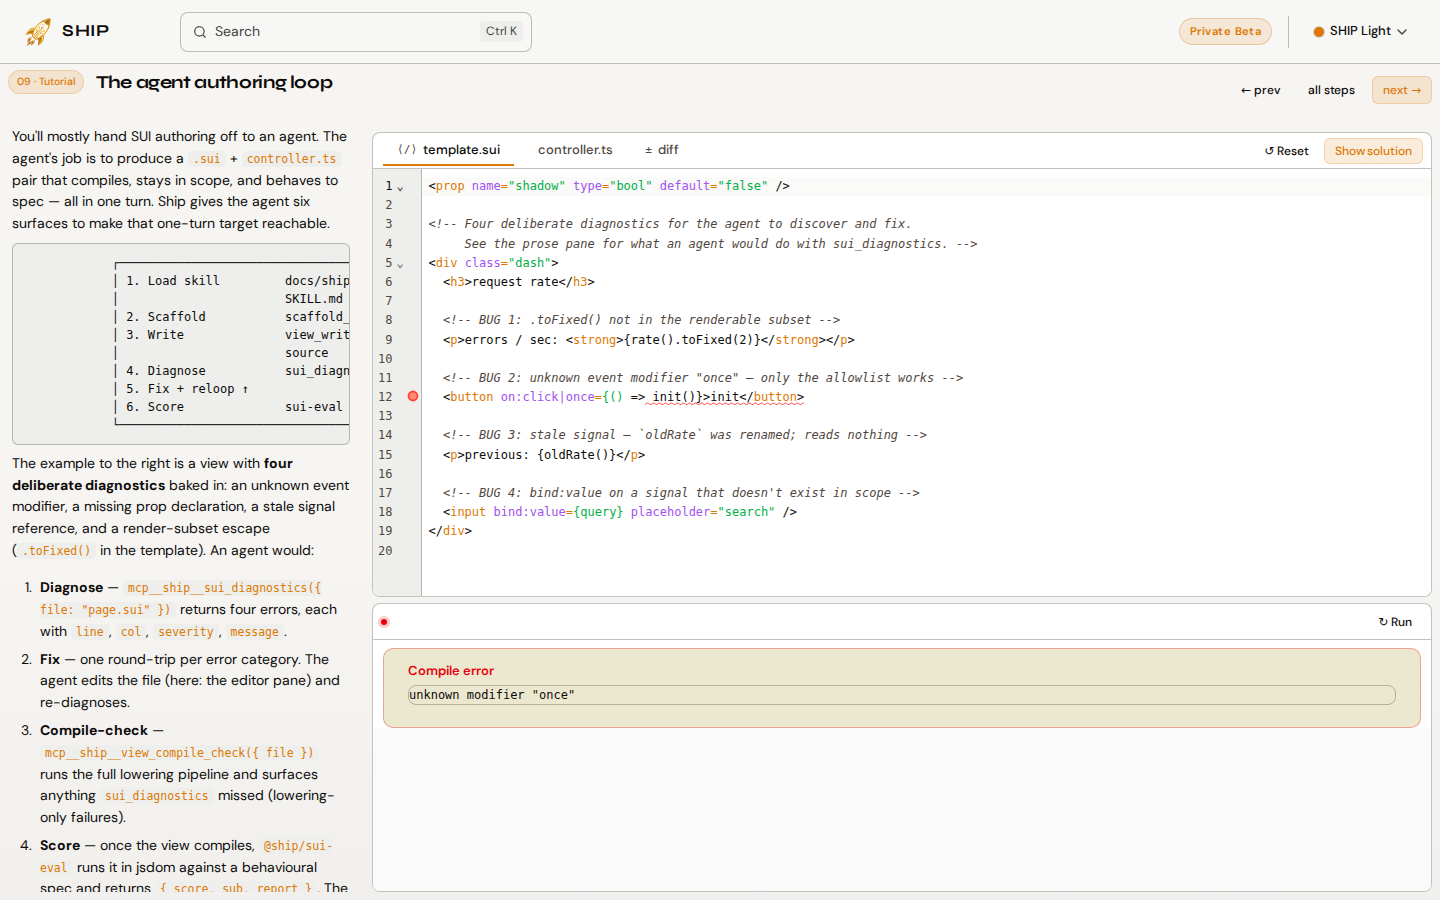 SHIP
Search
Ctrl K
Private Beta
SHIP Light
09 · Tutorial
The agent authoring loop
← prev
all steps
next →
You'll mostly hand SUI authoring off to an agent. The
agent's job is to produce a .sui + controller.ts
pair that compiles, stays in scope, and behaves to
spec — all in one turn. Ship gives the agent six
surfaces to make that one-turn target reachable.
1. Load skill docs/ship
SKILL.md
2. Scaffold scaffold_
3. Write view_writ
source
4. Diagnose sui_diagn
5. Fix + reloop ↑
6. Score sui-eval
The example to the right is a view with four
deliberate diagnostics baked in: an unknown event
modifier, a missing prop declaration, a stale signal
reference, and a render-subset escape
( .toFixed() in the template). An agent would:
1. Diagnose — mcp__ship__sui_diagnostics({
file: "page.sui" }) returns four errors, each
with line , col , severity , message .
2. Fix — one round-trip per error category. The
agent edits the file (here: the editor pane) and
re-diagnoses.
3. Compile-check —
mcp__ship__view_compile_check({ file })
runs the full lowering pipeline and surfaces
anything sui_diagnostics missed (lowering-
only failures).
4. Score — once the view compiles, @ship/sui-
eval runs it in jsdom against a behavioural
spec and returns { score, sub, report } . The
⟨/⟩ template.sui
controller.ts
± diff
↺ Reset
Show solution
1 <prop name="shadow" type="bool" default="false" />
2
3 <!-- Four deliberate diagnostics for the agent to discover and fix.
4 See the prose pane for what an agent would do with sui_diagnostics. -->
5 <div class="dash">
6 <h3>request rate</h3>
7
8 <!-- BUG 1: .toFixed() not in the renderable subset -->
9 <p>errors / sec: <strong>{rate().toFixed(2)}</strong></p>
10
11 <!-- BUG 2: unknown event modifier "once" — only the allowlist works -->
12 <button on:click|once={() => init()}>init</button>
13
14 <!-- BUG 3: stale signal — `oldRate` was renamed; reads nothing -->
15 <p>previous: {oldRate()}</p>
16
17 <!-- BUG 4: bind:value on a signal that doesn't exist in scope -->
18 <input bind:value={query} placeholder="search" />
19 </div>
20
↻ Run
Compile error
unknown modifier "once"